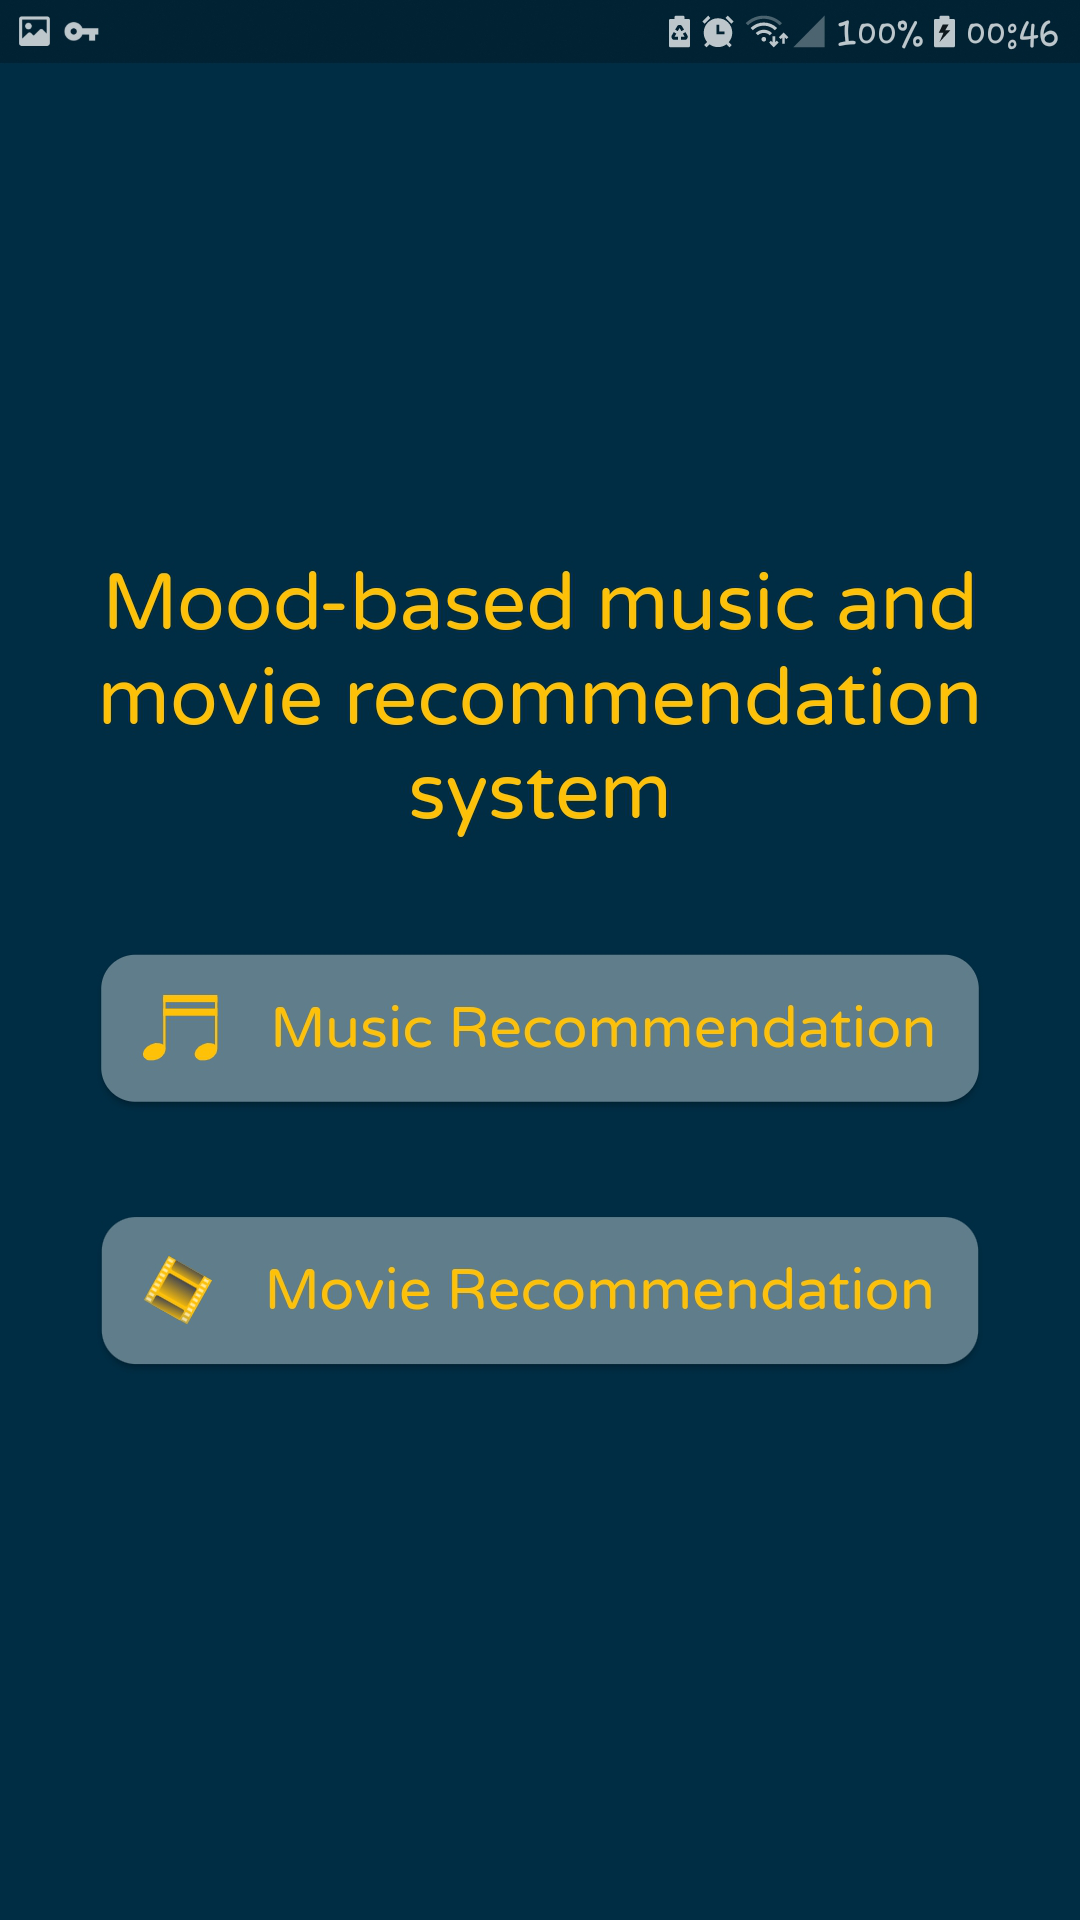 100% 00:46
Mood-based music and
movie recommendation
system
Music Recommendation
Movie Recommendation